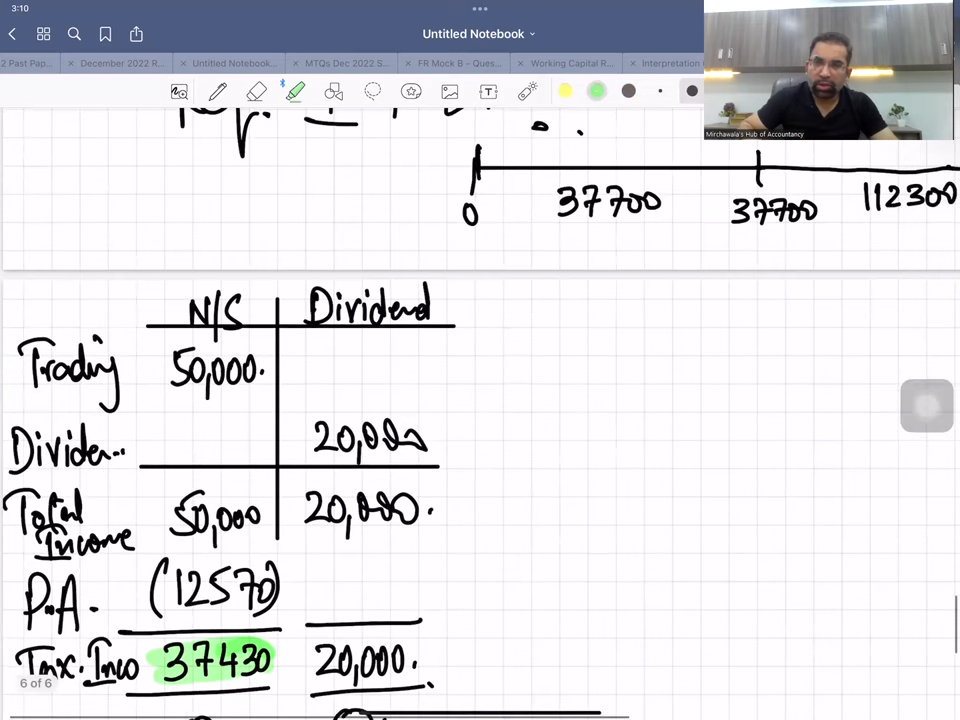 3:10
Untitled Notebook
2 Past Pap... × December 2022 R... × Untitled Notebook... × MTQs Dec 2022 S... × FR Mock B - Ques... × Working Capital R... × Interpretation
Mirchawala's Hub of Accountancy
0 37700 37700 112300
N/S Dividend
Trading 50,000.
Ividen.. 20,000
Total Income 50,000 20,000.
P.A. (12570)
Tax. Inco 37430 20,000.
6 of 6